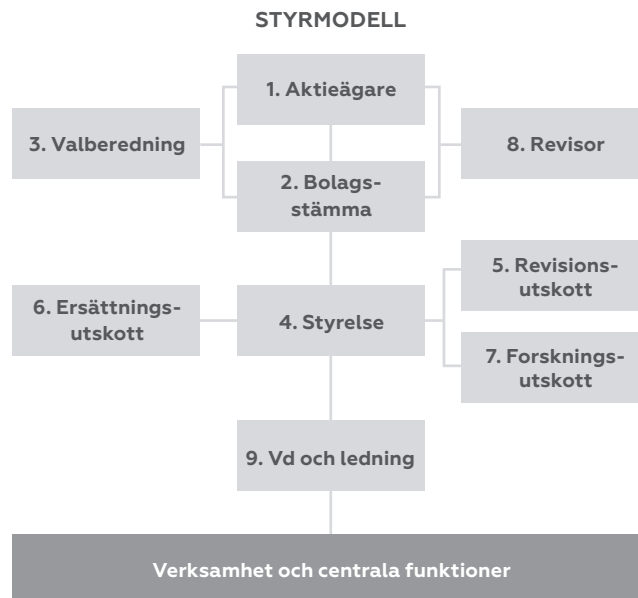 STYRMODELL
1. Aktieägare
3. Valberedning
8. Revisor
2. Bolags-
stämma
5. Revisions-
utskott
6. Ersättnings-
utskott
4. Styrelse
7. Forsknings-
utskott
9. Vd och ledning
Verksamhet och centrala funktioner